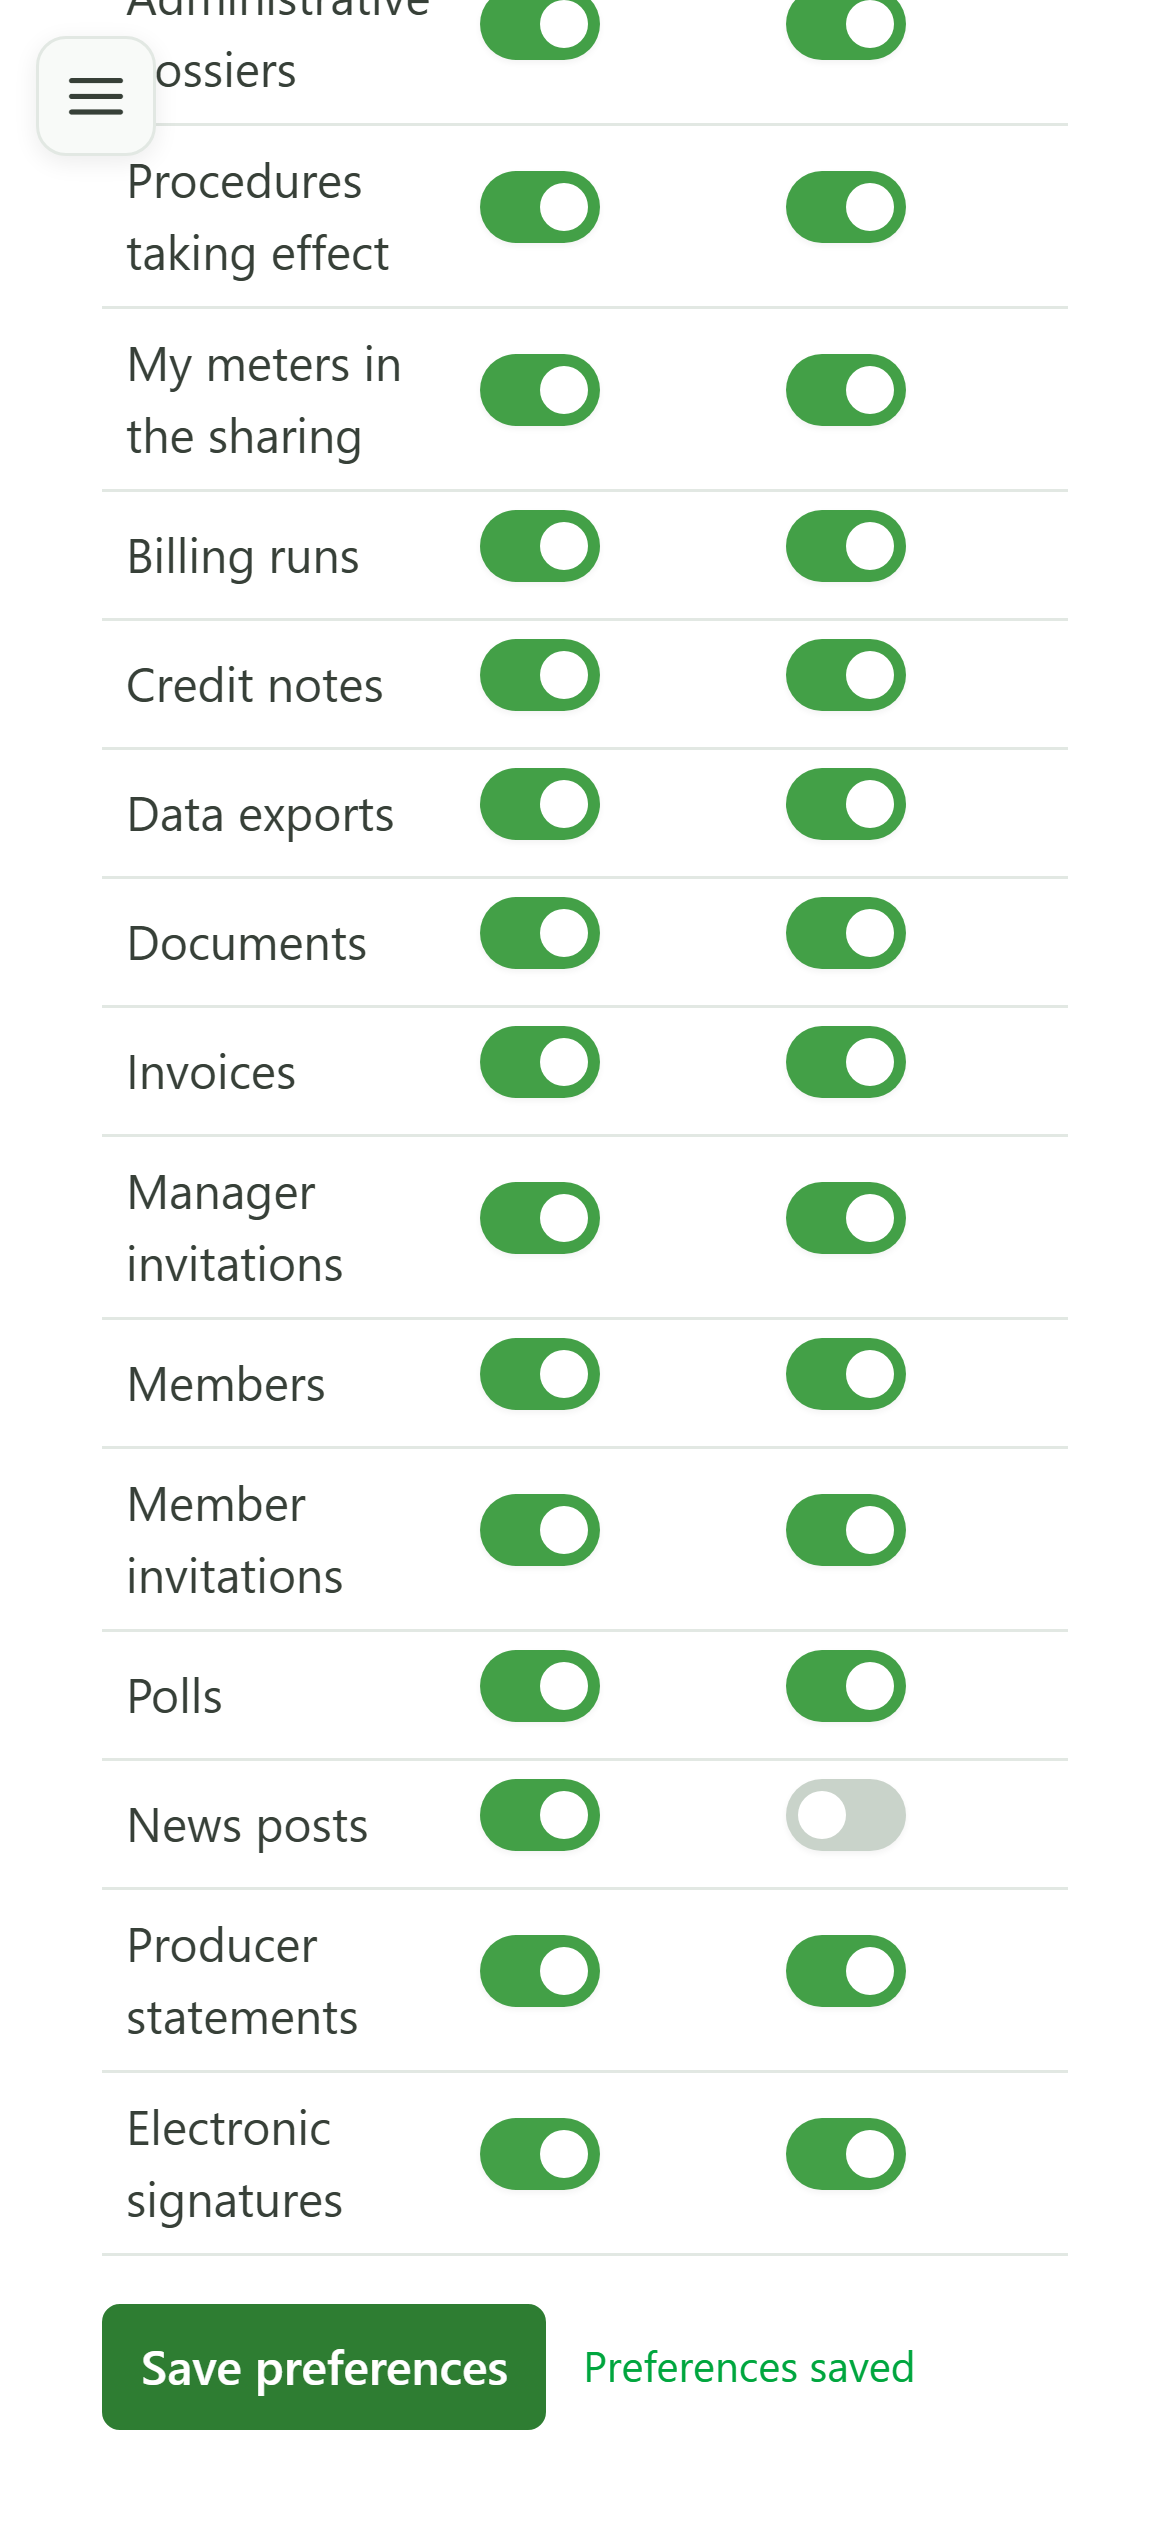 Administrative
ossiers
Procedures
taking effect
My meters in
the sharing
Billing runs
Credit notes
Data exports
Documents
Invoices
Manager
invitations
Members
Member
invitations
Polls
News posts
Producer
statements
Electronic
signatures
Save preferences
Preferences saved